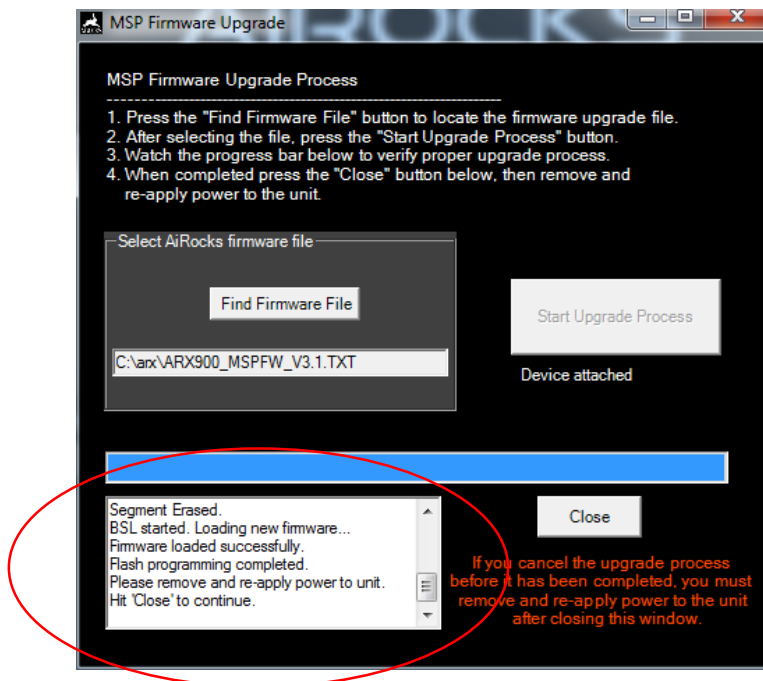 AIROCKS
MSP Firmware Upgrade
MSP Firmware Upgrade Process
1. Press the "Find Firmware File" button to locate the firmware upgrade file.
2. After selecting the file, press the "Start Upgrade Process" button.
3. Watch the progress bar below to verify proper upgrade process.
4. When completed press the "Close" button below, then remove and
re-apply power to the unit.
Select AiRocks firmware file
Find Firmware File
Start Upgrade Process
C:\arx\ARX900_MSPFW_V3.1.TXT
Device attached
Segment Erased.
BSL started. Loading new firmware...
Firmware loaded successfully.
Flash programming completed.
Please remove and re-apply power to unit.
Hit 'Close' to continue.
Close
If you cancel the upgrade process
before it has been completed, you must
remove and re-apply power to the unit
after closing this window.